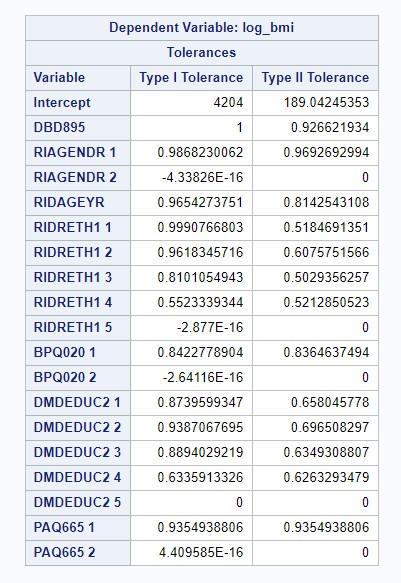 Dependent Variable: log_bmi
Tolerances
Variable Type I Tolerance Type II Tolerance
Intercept 4204 189.04245353
DBD895 1 0.926621934
RIAGENDR 1 0.9868230062 0.9692692994
RIAGENDR 2 -4.33826E-16 0
RIDAGEYR 0.9654273751 0.8142543108
RIDRETH1 1 0.9990766803 0.5184691351
RIDRETH1 2 0.9618345716 0.6075751566
RIDRETH1 3 0.8101054943 0.5029356257
RIDRETH1 4 0.5523339344 0.5212850523
RIDRETH1 5 -2.877E-16 0
BPQ020 1 0.8422778904 0.8364637494
BPQ020 2 -2.64116E-16 0
DMDEDUC2 1 0.8739599347 0.658045778
DMDEDUC2 2 0.9387067695 0.696508297
DMDEDUC2 3 0.8894029219 0.6349308807
DMDEDUC2 4 0.6335913326 0.6263293479
DMDEDUC2 5 0 0
PAQ665 1 0.9354938806 0.9354938806
PAQ665 2 4.409585E-16 0